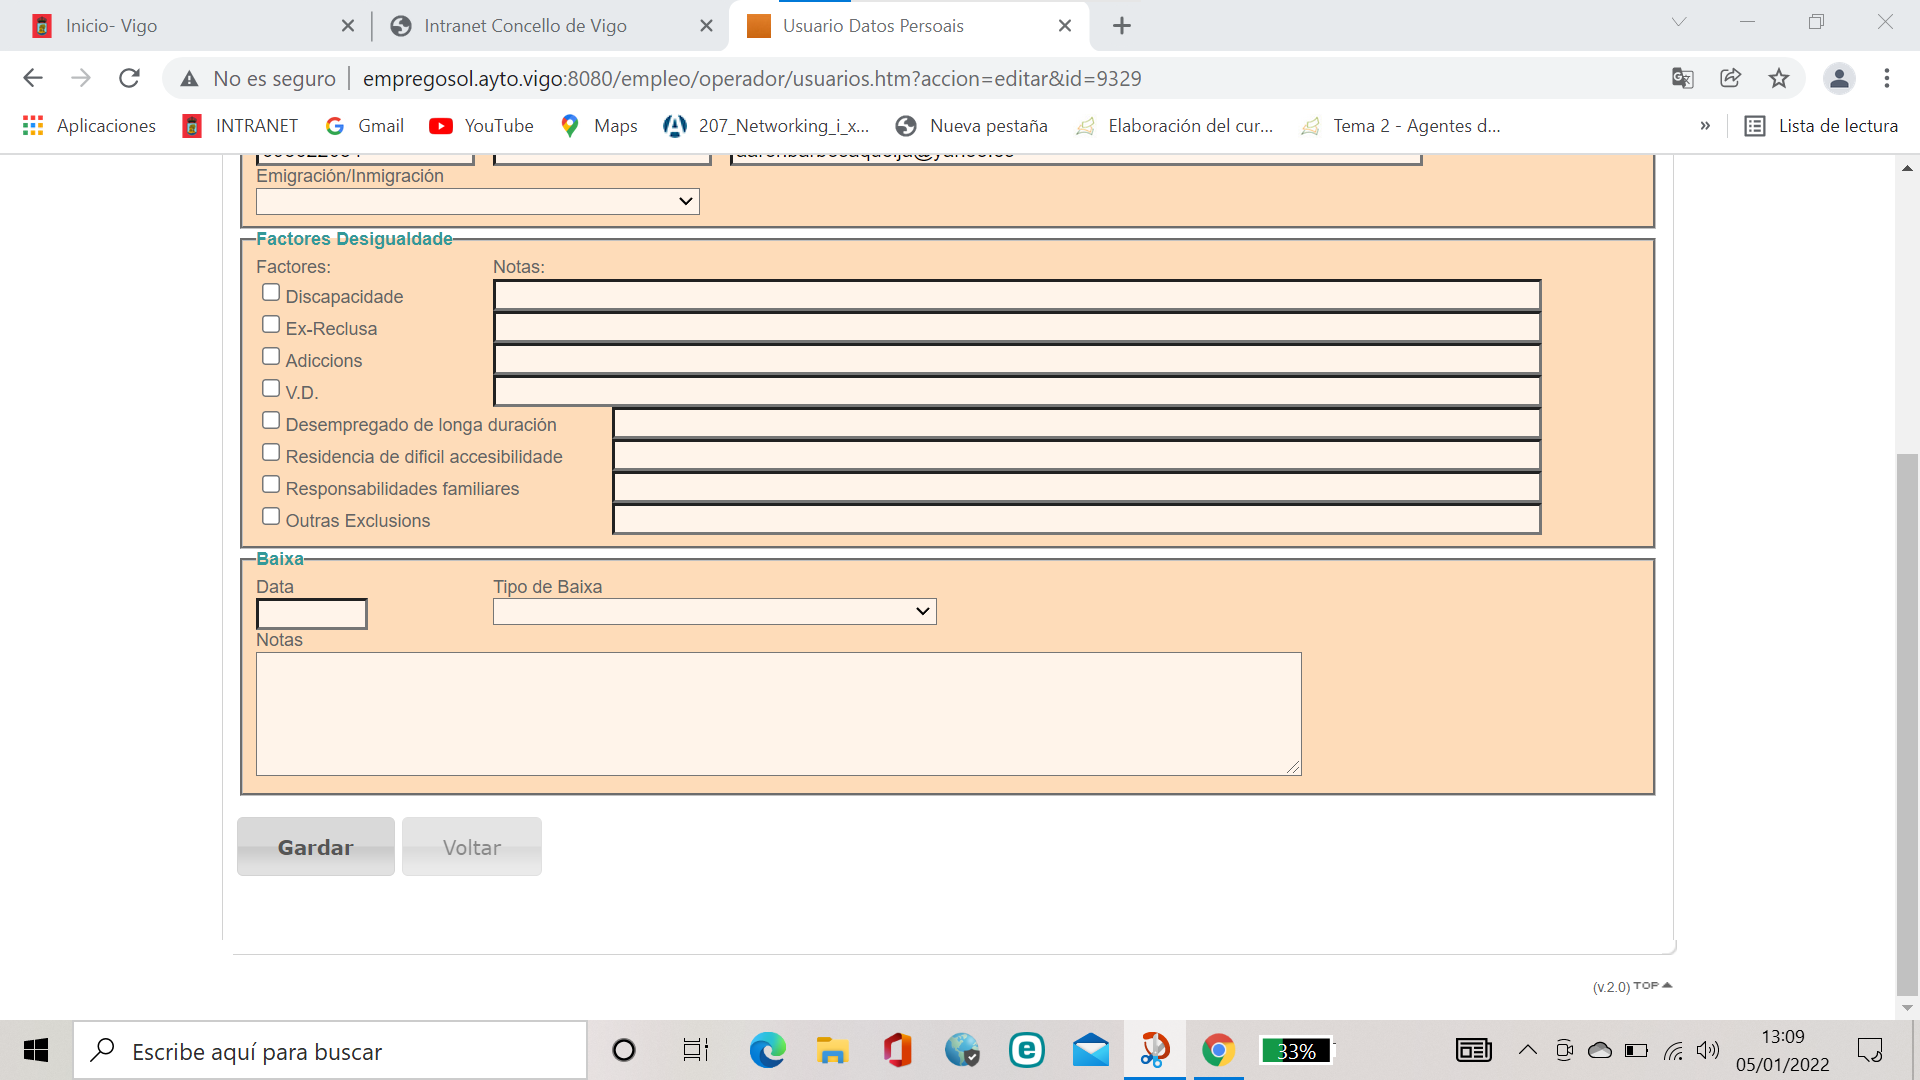 Inicio- Vigo
Intranet Concello de Vigo
Usuario Datos Persoais
No es seguro
empregosol.ayto.vigo:8080/empleo/operador/usuarios.htm?accion=editar&id=9329
Aplicaciones
INTRANET
Gmail
YouTube
Maps
207_Networking_i_x...
Nueva pestaña
Elaboración del cur...
Tema 2 - Agentes d...
»
Lista de lectura
Emigración/Inmigración
Factores Desigualdade
Factores:
Notas:
Discapacidade
Ex-Reclusa
Adiccions
V.D.
Desempregado de longa duración
Residencia de dificil accesibilidade
Responsabilidades familiares
Outras Exclusions
Baixa
Data
Tipo de Baixa
Notas
Gardar
Voltar
(v.2.0) TOP
Escribe aquí para buscar
33%
13:09
05/01/2022